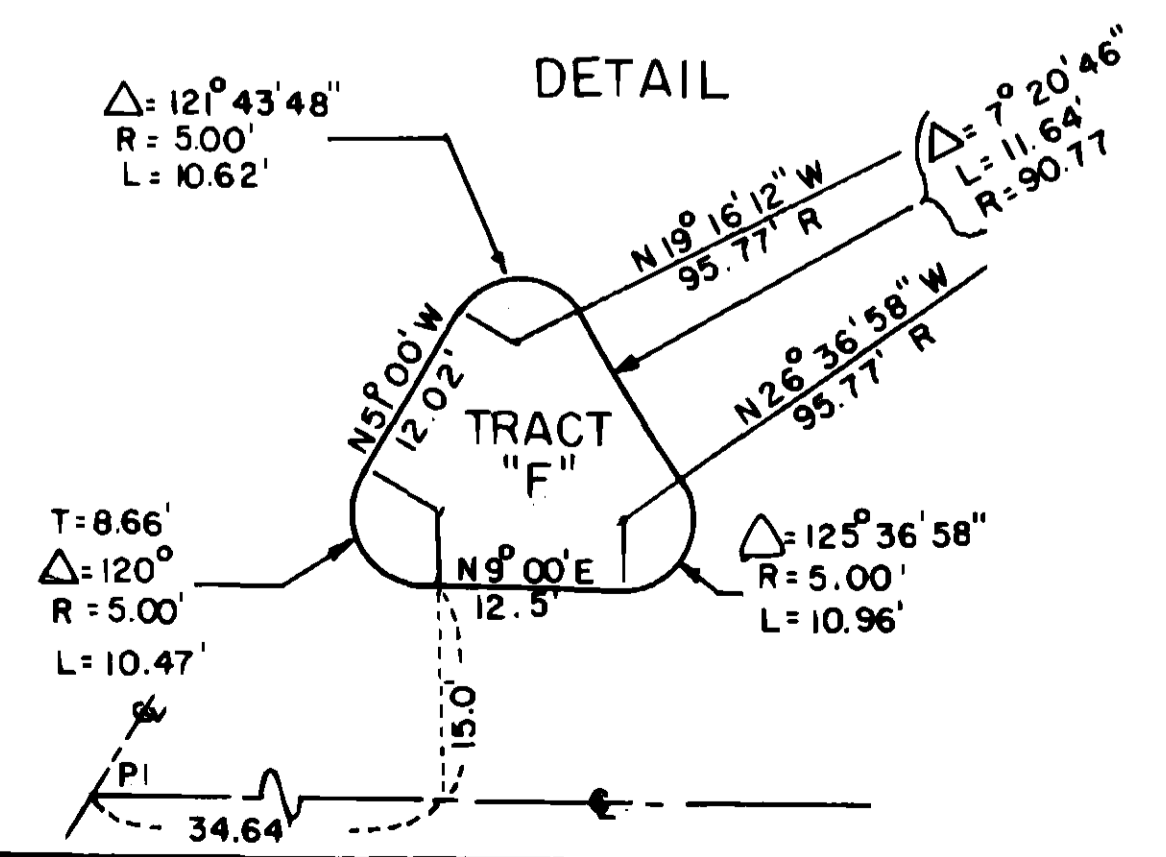 DETAIL
△= 121° 43' 48"
R = 5.00'
L = 10.62'
△= 7° 20' 46"
L= 11.64'
R= 90.77
N 19° 16' 12" W
95.77' R
N 26° 36' 58" W
95.77' R
N51° 00' W
12.02'
TRACT
"F"
T=8.66'
△= 120°
R = 5.00'
L= 10.47'
N 9° 00' E
12.5'
△= 125° 36' 58"
R= 5.00'
L= 10.96'
15.0'
PI
34.64'
℄